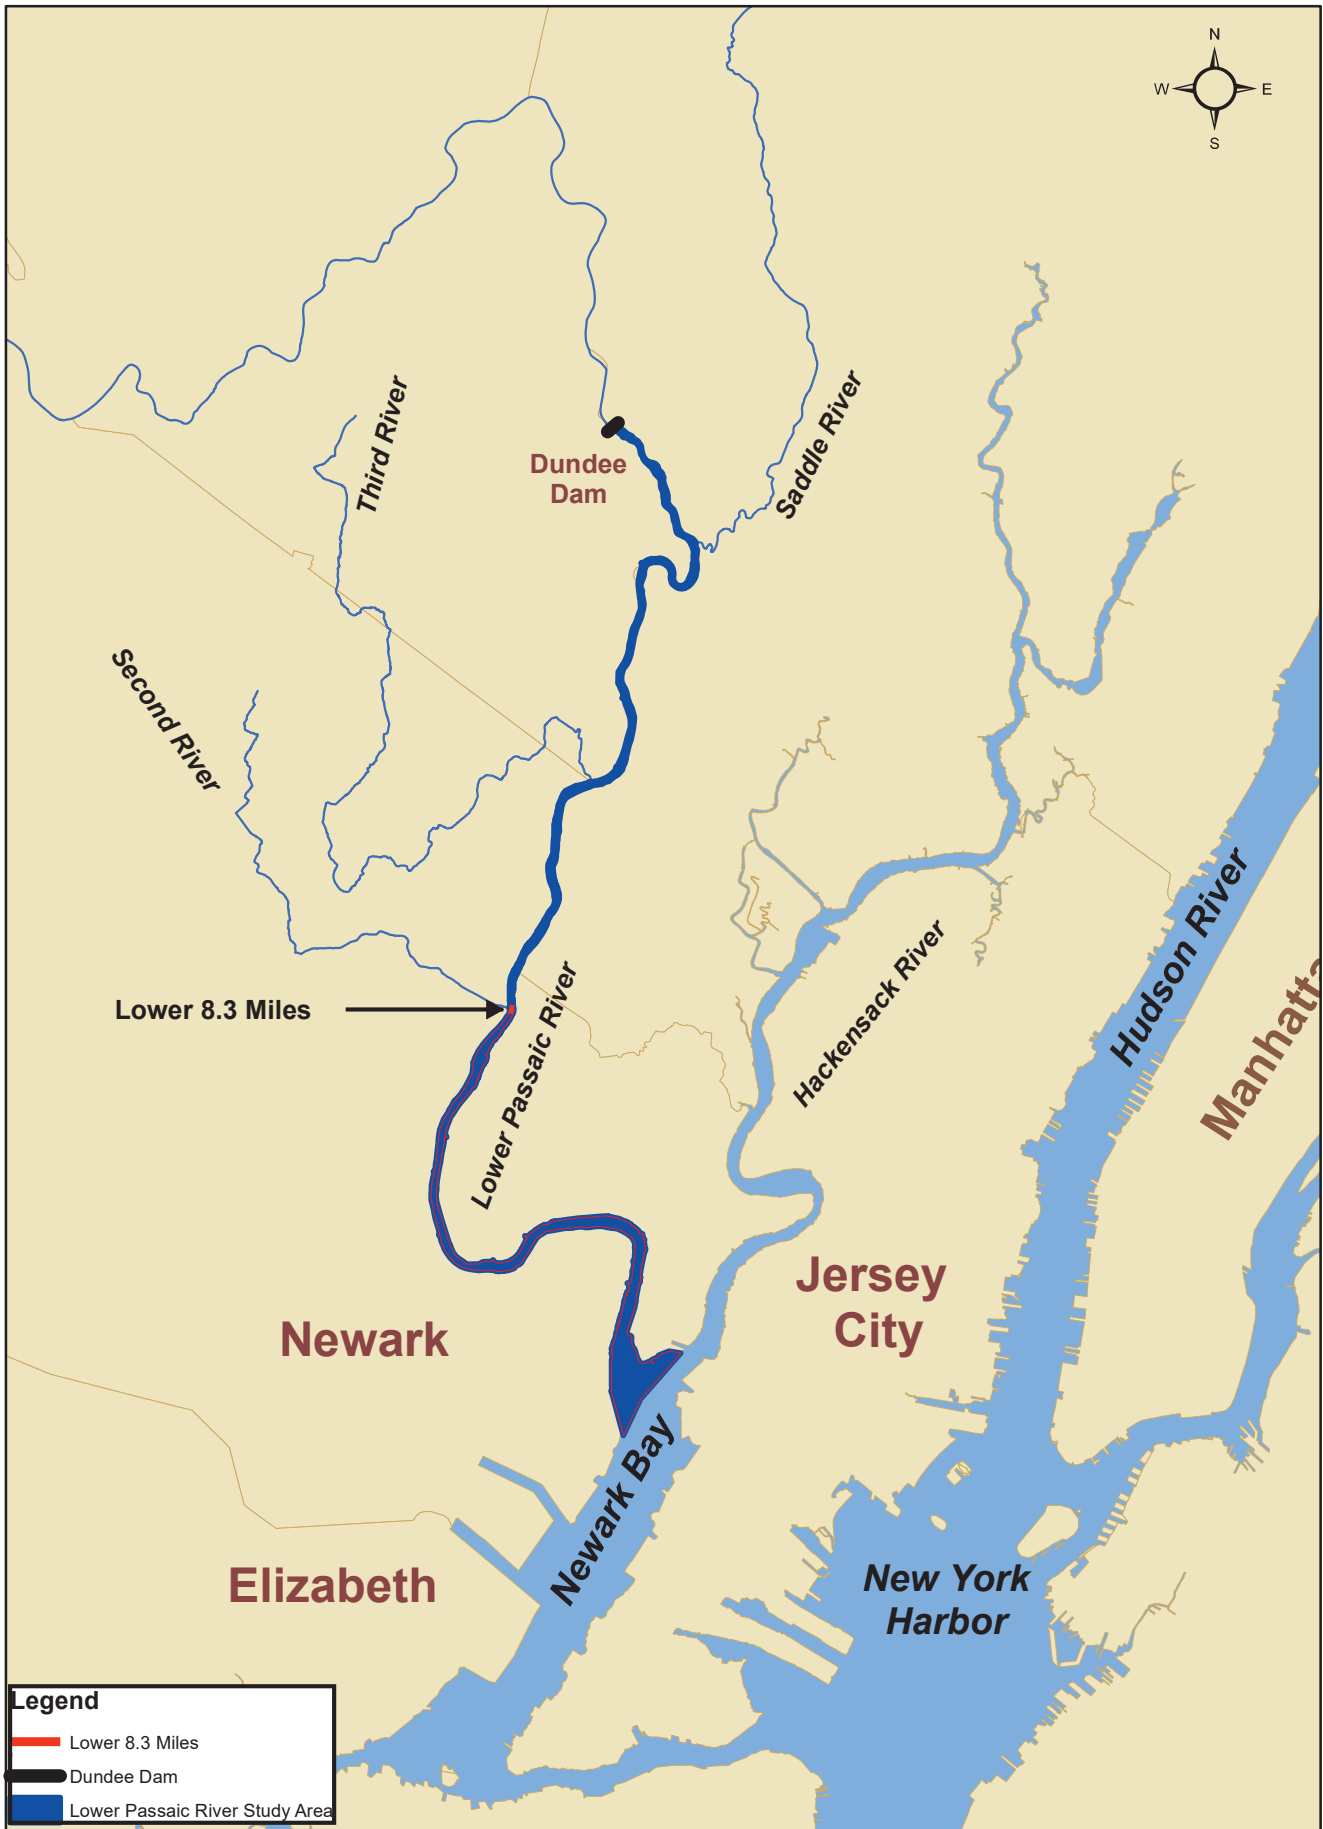 N
W
E
S
Third River
Saddle River
Dundee
Dam
Second River
Hudson River
Hackensack River
Lower 8.3 Miles
Lower Passaic River
Manhatta
Jersey
City
Newark
Newark Bay
New York
Harbor
Elizabeth
Legend
Lower 8.3 Miles
Dundee Dam
Lower Passaic River Study Area